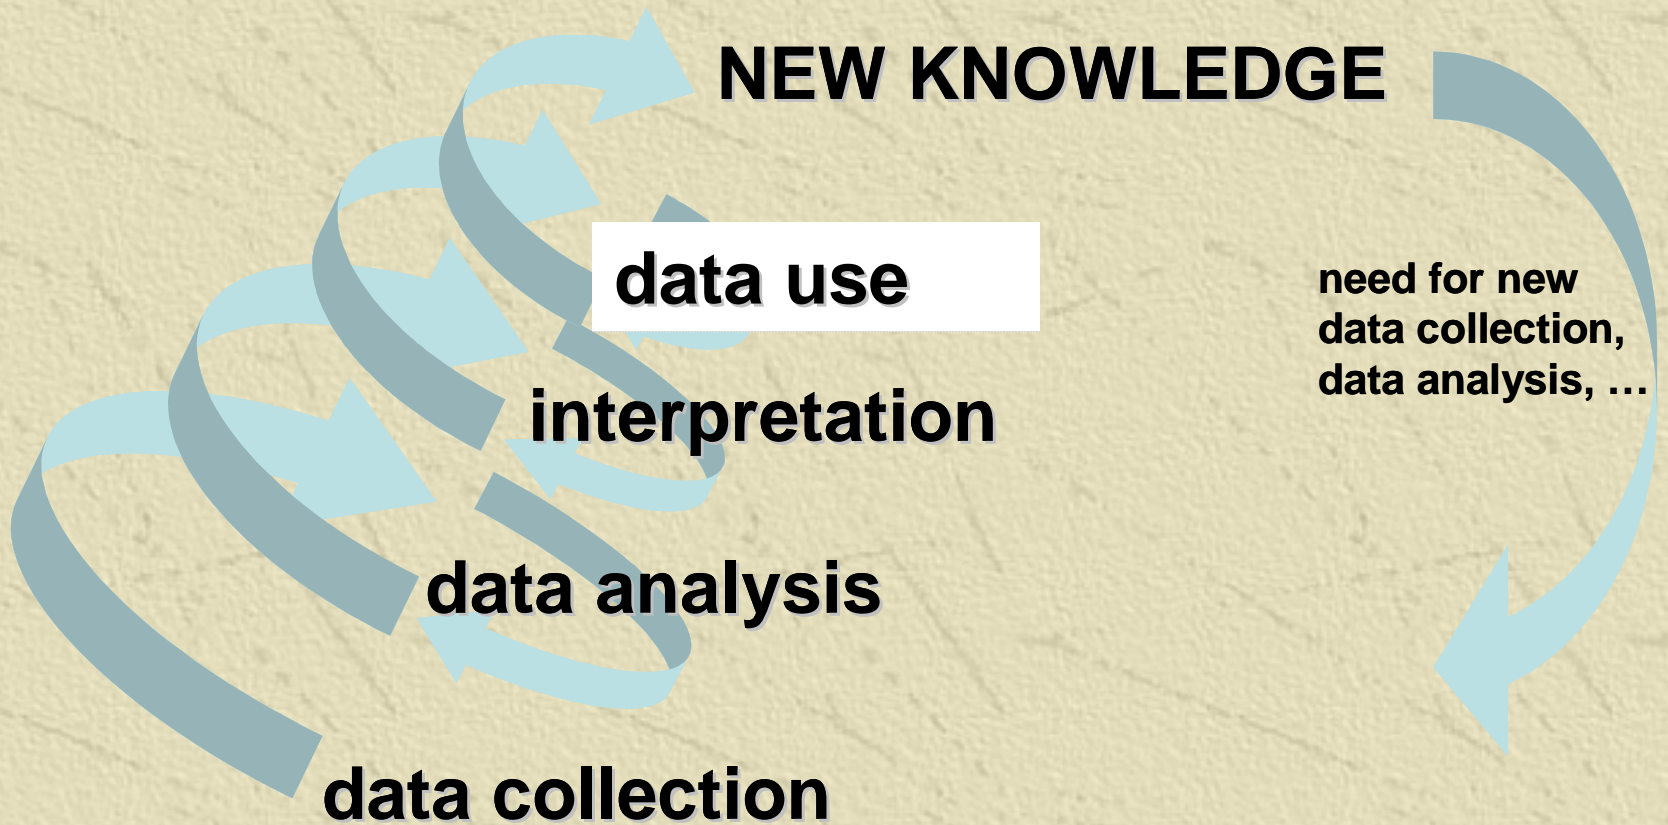 NEW KNOWLEDGE
data use
need for new
data collection,
data analysis, …
interpretation
data analysis
data collection